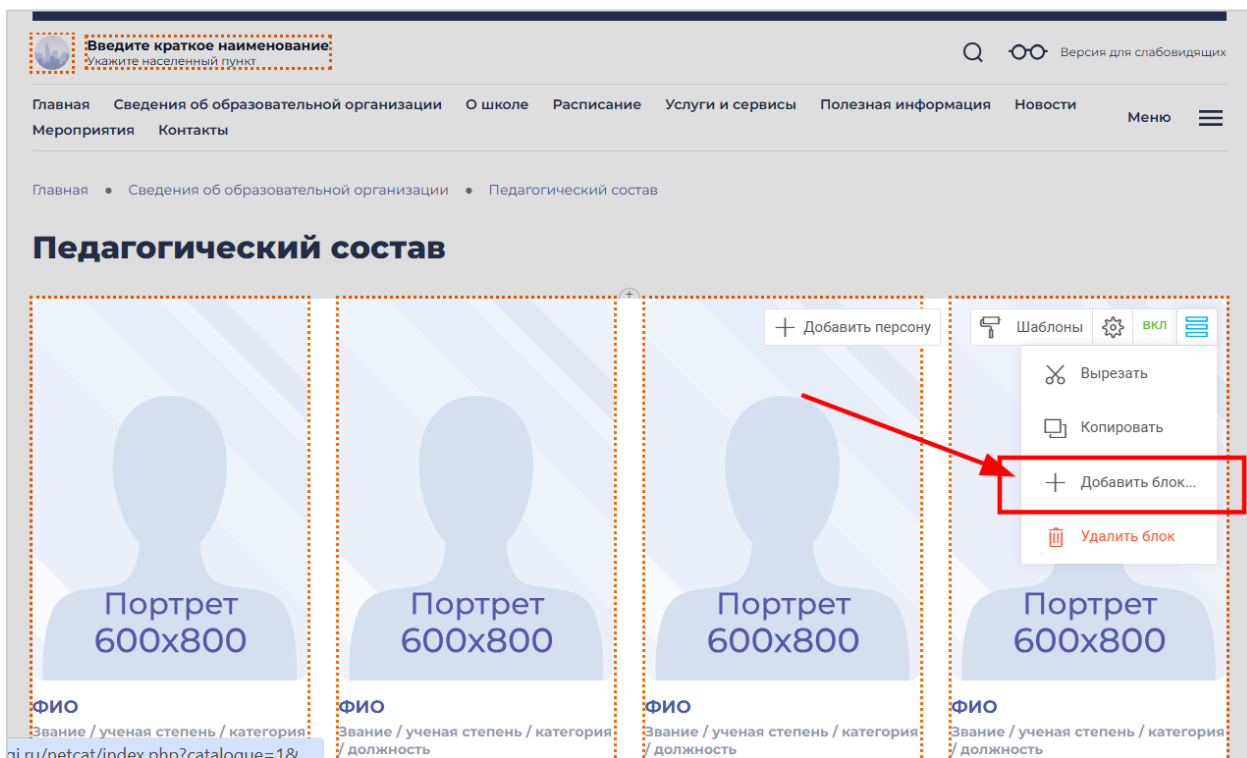 Введите краткое наименование
Укажите населенный пункт
Версия для слабовидящих
Главная Сведения об образовательной организации О школе Расписание Услуги и сервисы Полезная информация Новости
Мероприятия Контакты
Меню
Главная • Сведения об образовательной организации • Педагогический состав
Педагогический состав
+ Добавить персону
Шаблоны вкл
Вырезать
Копировать
Добавить блок...
Удалить блок
Портрет
600x800
Портрет
600x800
Портрет
600x800
Портрет
600x800
ФИО
Звание / ученая степень / категория
ФИО
Звание / ученая степень / категория
/ должность
ФИО
Звание / ученая степень / категория
/ должность
ФИО
Звание / ученая степень / категория
/ должность
gi.ru/netcat/index.php?catalogue=1&